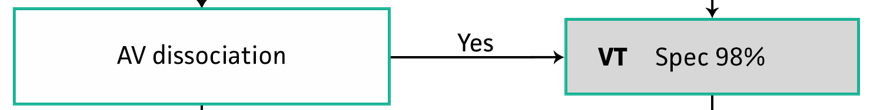 AV dissociation
Yes
VT Spec 98%